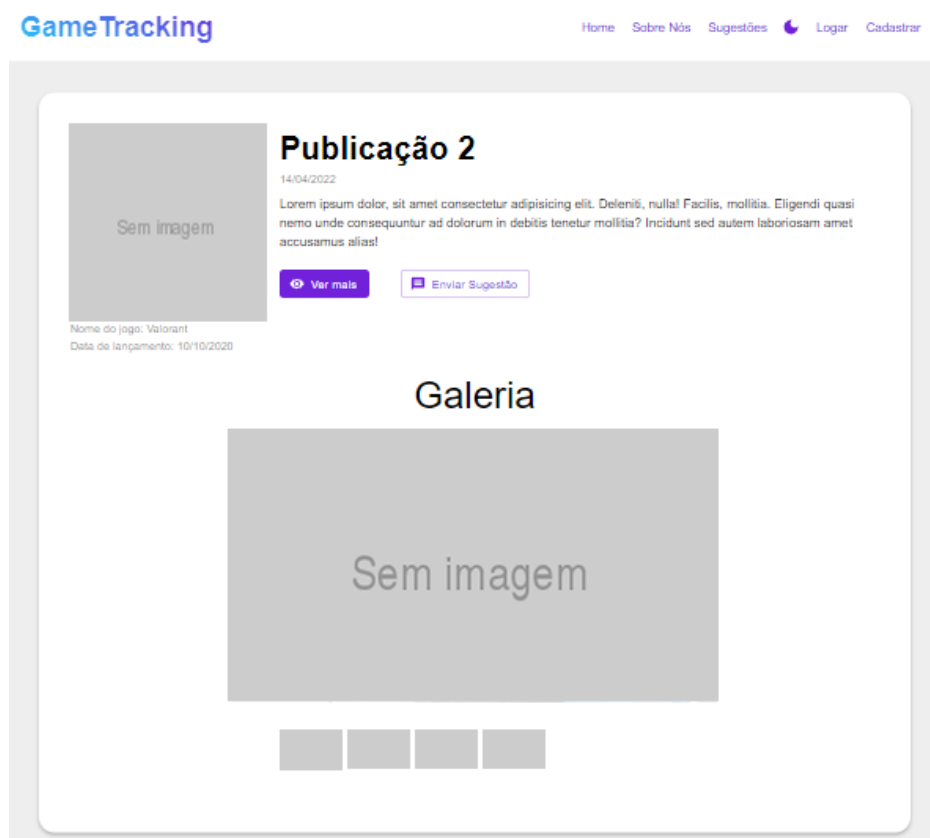 GameTracking
Home Sobre Nós Sugestões Logar Cadastrar
Publicação 2
14/04/2022
Lorem ipsum dolor, sit amet consectetur adipisicing elit. Deleniti, nulla! Facilis, mollitia. Eligendi quasi
nemo unde consequuntur ad dolorum in debitis tenetur mollitia? Incidunt sed autem laboriosam amet
accusamus alias!
Sem imagem
Ver mais Enviar Sugestão
Nome do jogo: Valorant
Data de lançamento: 10/10/2020
Galeria
Sem imagem